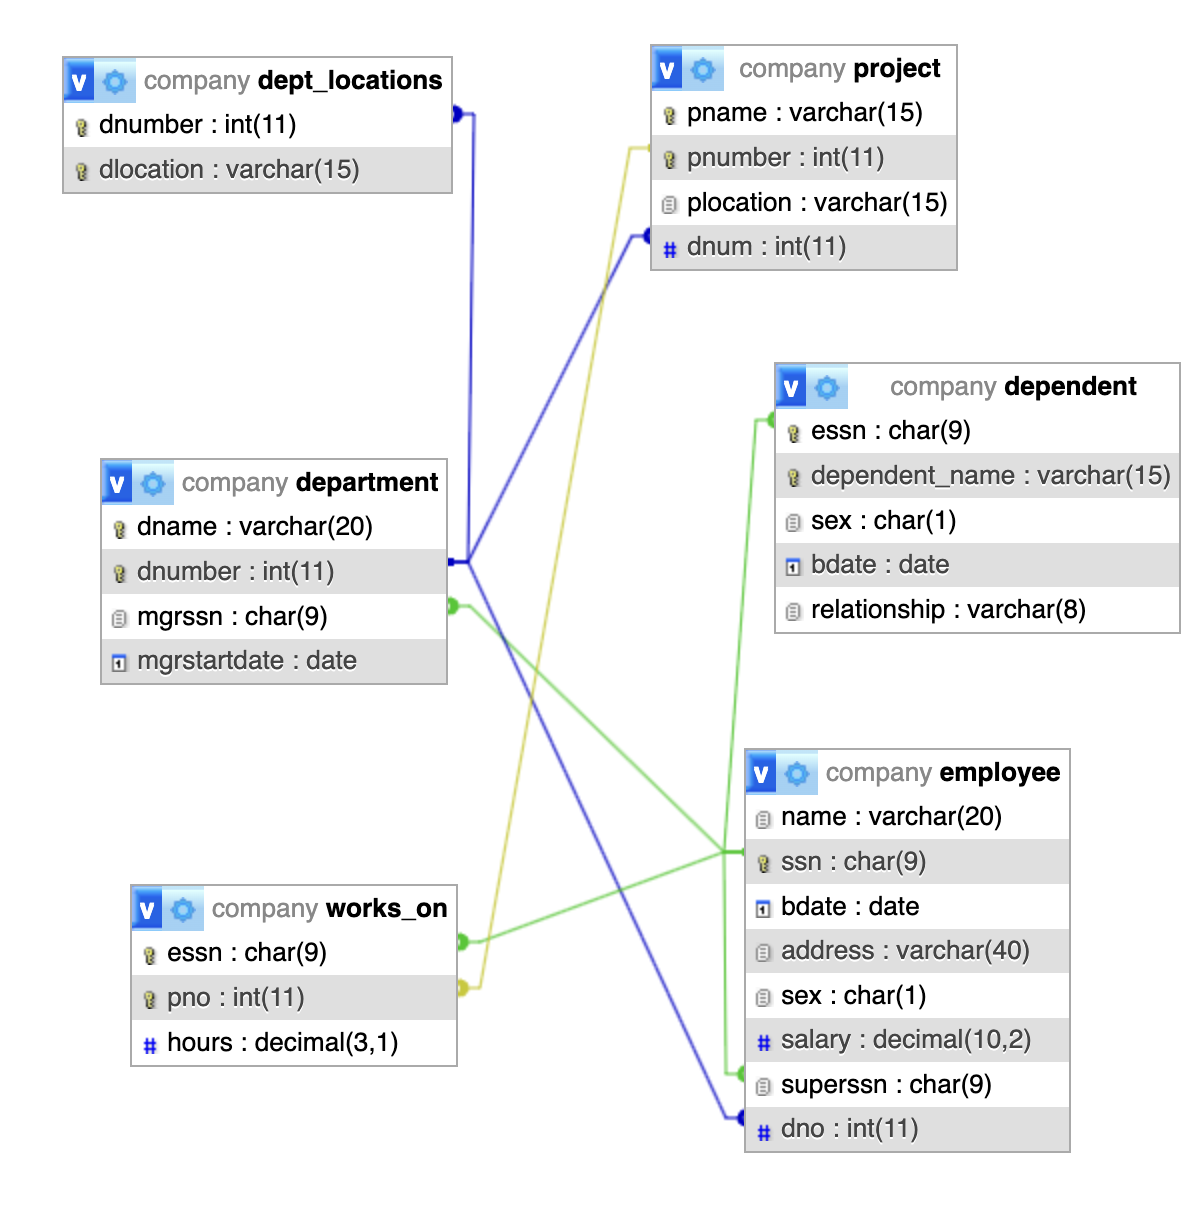 v company dept_locations
dnumber : int(11)
dlocation : varchar(15)
v company project
pname : varchar(15)
pnumber : int(11)
plocation : varchar(15)
# dnum : int(11)
v company dependent
essn : char(9)
dependent_name : varchar(15)
sex : char(1)
1 bdate : date
relationship : varchar(8)
v company department
dname : varchar(20)
dnumber : int(11)
mgrssn : char(9)
1 mgrstartdate : date
v company employee
name : varchar(20)
ssn : char(9)
1 bdate : date
address : varchar(40)
sex : char(1)
# salary : decimal(10,2)
superssn : char(9)
# dno : int(11)
v company works_on
essn : char(9)
pno : int(11)
# hours : decimal(3,1)